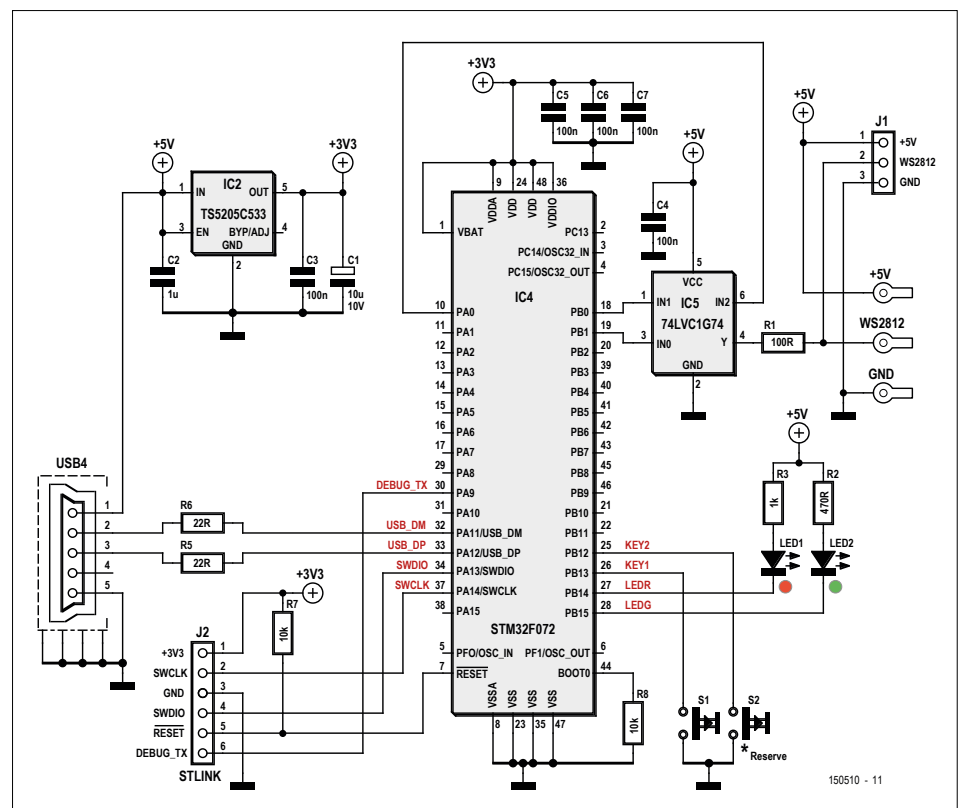 +3V3
C5
100n
C6
100n
C7
100n
+5V
+5V
J1
1
+5V
2
WS2812
3
GND
+5V
+3V3
IC2
TS5205C533
1
IN
OUT
5
3
EN
BYP/ADJ
4
GND
2
C2
1u
C3
100n
C1
10u
10V
9
24
48
36
VDDA
VDD
VDD
VDDIO
1
VBAT
C4
100n
PC13
2
PC14/OSC32_IN
3
PC15/OSC32_OUT
4
IC4
5
VCC
1
IN1
IC5
IN2
6
74LVC1G74
3
IN0
Y
4
GND
2
R1
100R
+5V
WS2812
GND
10
PA0
11
PA1
12
PA2
13
PA3
14
PA4
15
PA5
16
PA6
17
PA7
29
PA8
DEBUG_TX
30
PA9
31
PA10
USB_DM
32
PA11/USB_DM
USB_DP
33
PA12/USB_DP
SWDIO
34
PA13/SWDIO
SWCLK
37
PA14/SWCLK
38
PA15
PB0
18
PB1
19
PB2
20
PB3
39
PB4
40
PB5
41
PB6
42
PB7
43
PB8
45
PB9
46
PB10
21
PB11
22
PB12
25
KEY2
PB13
26
KEY1
PB14
27
LEDR
PB15
28
LEDG
STM32F072
5
PFO/OSC_IN
PF1/OSC_OUT
6
7
RESET
BOOT0
44
VSSA
VSS
VSS
VSS
8
23
35
47
R8
10k
+5V
R3
1k
R2
470R
LED1
LED2
S1
S2
* Reserve
USB4
1
2
3
4
5
R6
22R
R5
22R
+3V3
R7
10k
J2
+3V3
1
SWCLK
2
GND
3
SWDIO
4
RESET
5
DEBUG_TX
6
STLINK
150510 - 11